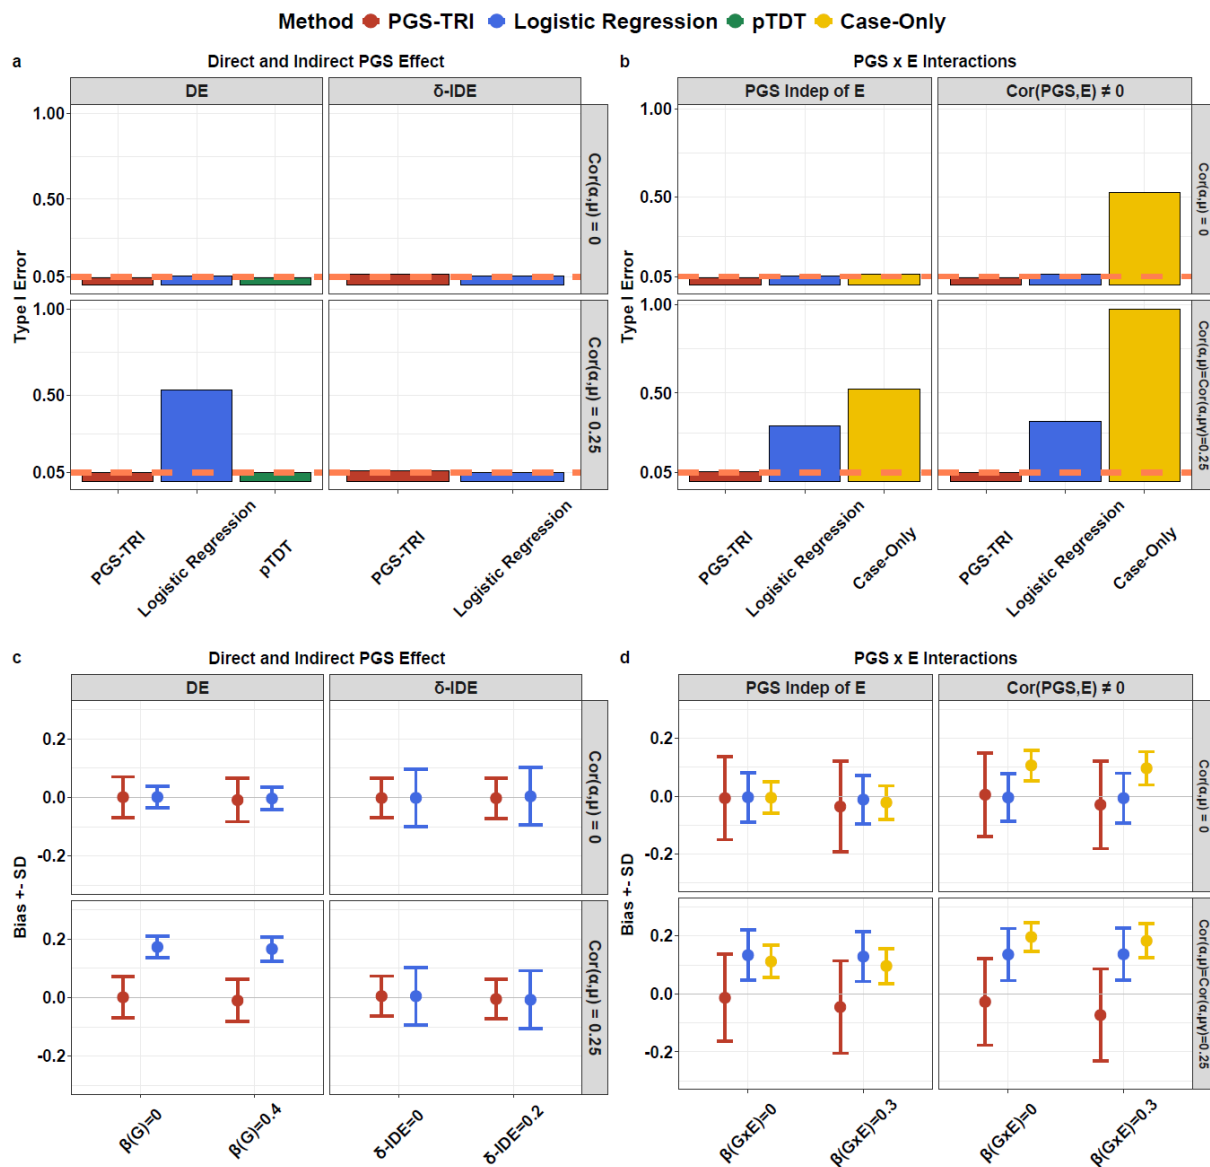 Method PGS-TRI Logistic Regression pTDT Case-Only
a Direct and Indirect PGS Effect
DE δ-IDE
1.00
0.50
0.05
Cor(α,μ) = 0
1.00
0.50
0.05
Cor(α,μ) = 0.25
Type I Error
PGS-TRI Logistic Regression pTDT PGS-TRI Logistic Regression
b PGS x E Interactions
PGS Indep of E Cor(PGS,E) ≠ 0
1.00
0.50
0.05
Cor(α,μ) = 0
1.00
0.50
0.05
Cor(α,μ)=Cor(α,μγ)=0.25
Type I Error
PGS-TRI Logistic Regression Case-Only PGS-TRI Logistic Regression Case-Only
c Direct and Indirect PGS Effect
DE δ-IDE
0.2
0.0
-0.2
Cor(α,μ) = 0
0.2
0.0
-0.2
Cor(α,μ) = 0.25
Bias +- SD
β(G)=0 β(G)=0.4 δ-IDE=0 δ-IDE=0.2
d PGS x E Interactions
PGS Indep of E Cor(PGS,E) ≠ 0
0.2
0.0
-0.2
Cor(α,μ) = 0
0.2
0.0
-0.2
Cor(α,μ)=Cor(α,μγ)=0.25
Bias +- SD
β(GxE)=0 β(GxE)=0.3 β(GxE)=0 β(GxE)=0.3